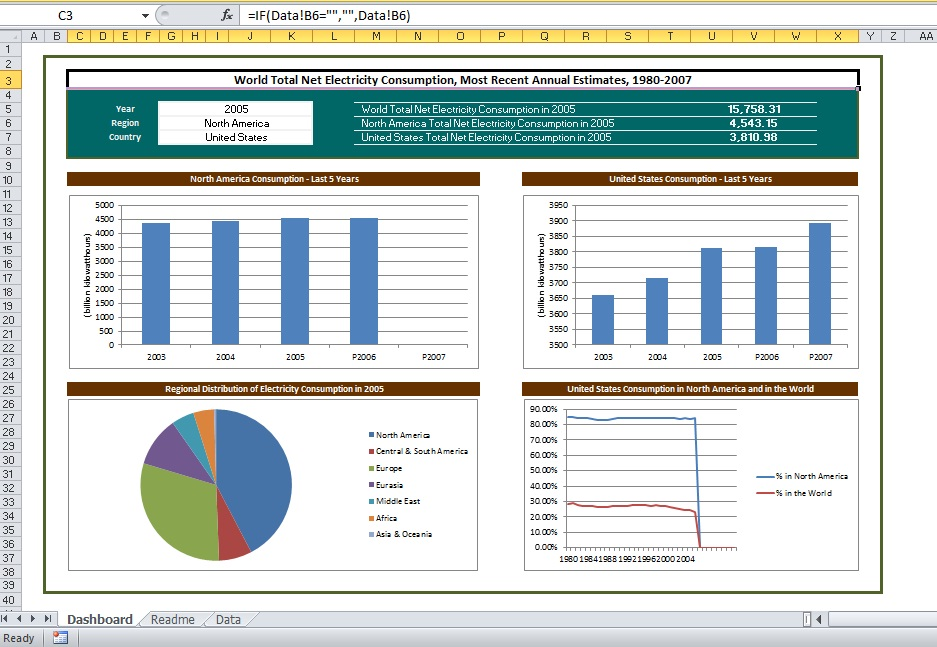 C3 fx =IF(Data!B6="","",Data!B6)
A B C D E F G H I J K L M N O P Q R S T U V W X Y Z AA
1
2
3 World Total Net Electricity Consumption, Most Recent Annual Estimates, 1980-2007
4
5 Year 2005 World Total Net Electricity Consumption in 2005 15,758.31
6 Region North America North America Total Net Electricity Consumption in 2005 4,543.15
7 Country United States United States Total Net Electricity Consumption in 2005 3,810.98
8
9
10 North America Consumption - Last 5 Years United States Consumption - Last 5 Years
11
12
13
14
15
16
17
18
19
20
21
22
23
24
25 Regional Distribution of Electricity Consumption in 2005 United States Consumption in North America and in the World
26
27
28
29
30
31
32
33
34
35
36
37
38
39
40
(billion kilowatthours)
5000
4500
4000
3500
3000
2500
2000
1500
1000
500
0
2003 2004 2005 P2006 P2007
(billion kilowatthours)
3950
3900
3850
3800
3750
3700
3650
3600
3550
3500
2003 2004 2005 P2006 P2007
North America
Central & South America
Europe
Eurasia
Middle East
Africa
Asia & Oceania
90.00%
80.00%
70.00%
60.00%
50.00%
40.00%
30.00%
20.00%
10.00%
0.00%
1980 1984 1988 1992 1996 2000 2004
% in North America
% in the World
Dashboard Readme Data
Ready